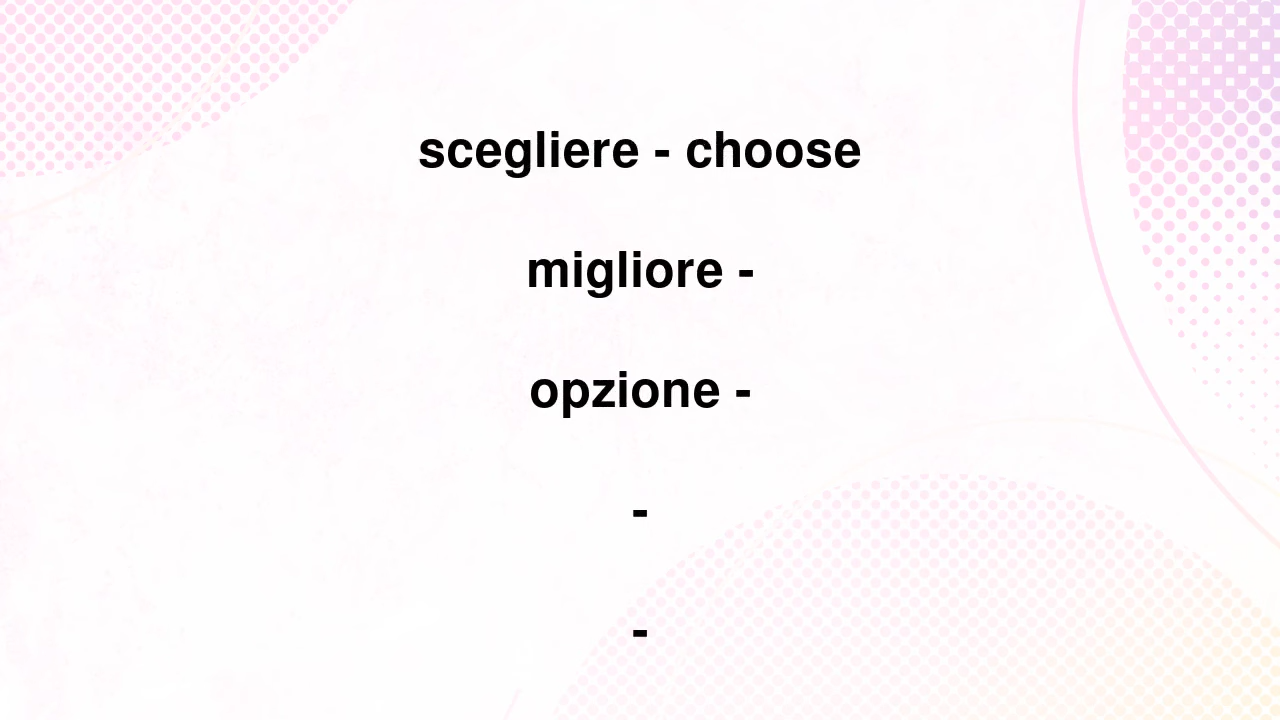 scegliere - choose
migliore -
opzione -
-
-